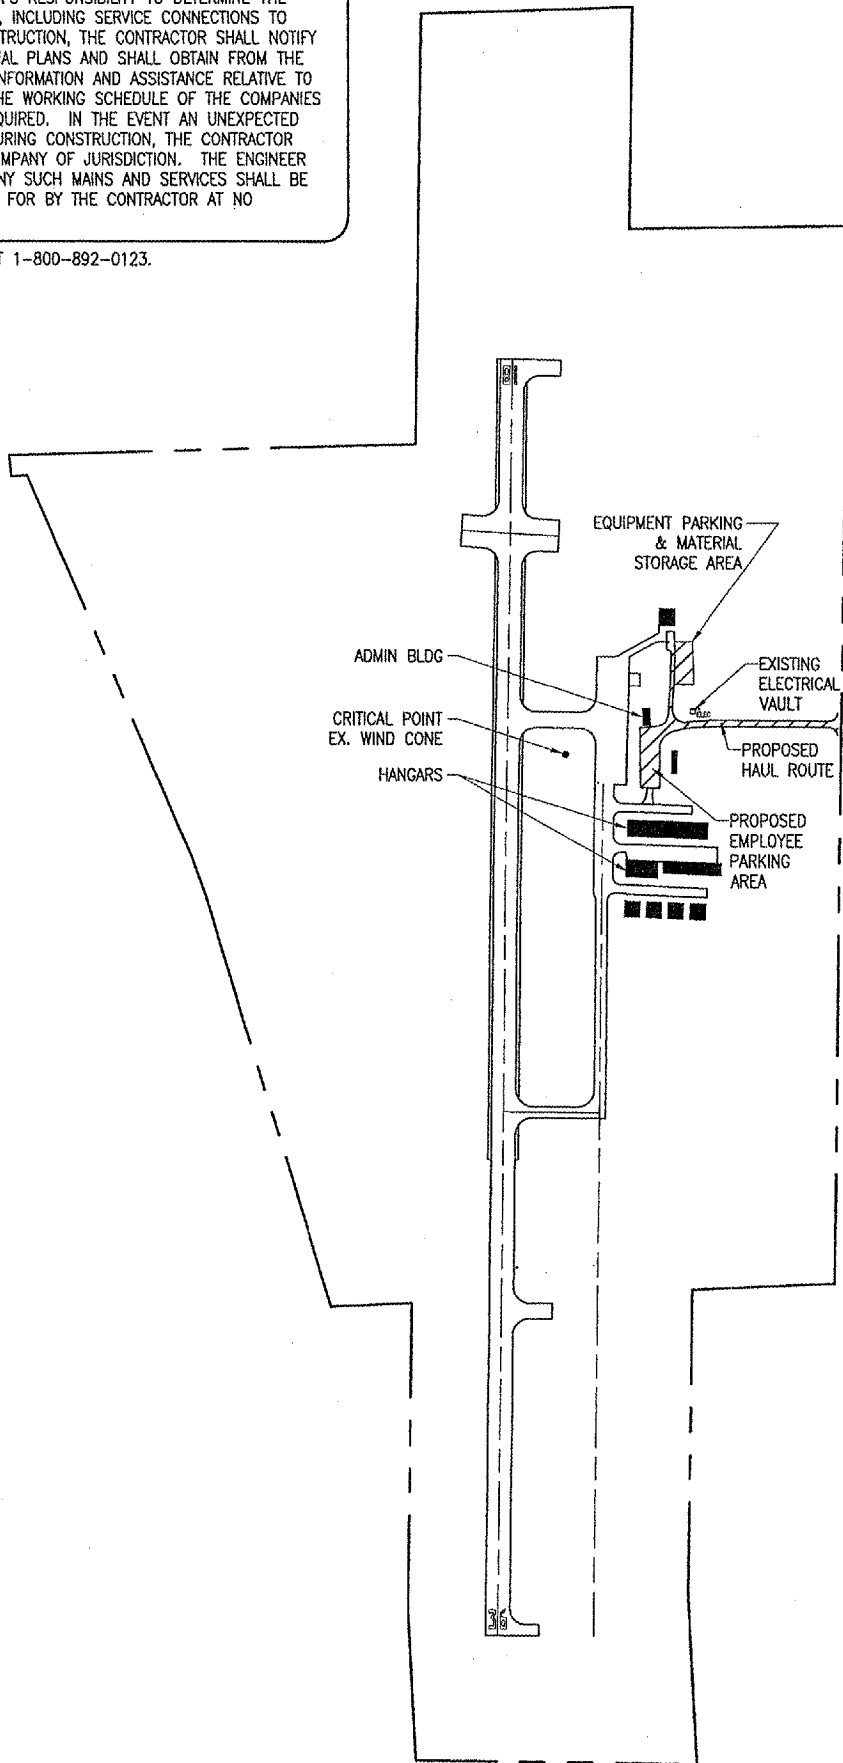 RESPONSIBILITY TO DETERMINE THE
, INCLUDING SERVICE CONNECTIONS TO
TRUCTION, THE CONTRACTOR SHALL NOTIFY
AL PLANS AND SHALL OBTAIN FROM THE
NFORMATION AND ASSISTANCE RELATIVE TO
HE WORKING SCHEDULE OF THE COMPANIES
QUIRED. IN THE EVENT AN UNEXPECTED
URING CONSTRUCTION, THE CONTRACTOR
MPANY OF JURISDICTION. THE ENGINEER
NY SUCH MAINS AND SERVICES SHALL BE
FOR BY THE CONTRACTOR AT NO
T 1-800-892-0123.
EQUIPMENT PARKING
& MATERIAL
STORAGE AREA
ADMIN BLDG
EXISTING
ELECTRICAL
VAULT
ELEC
CRITICAL POINT
EX. WIND CONE
PROPOSED
HAUL ROUTE
HANGARS
PROPOSED
EMPLOYEE
PARKING
AREA